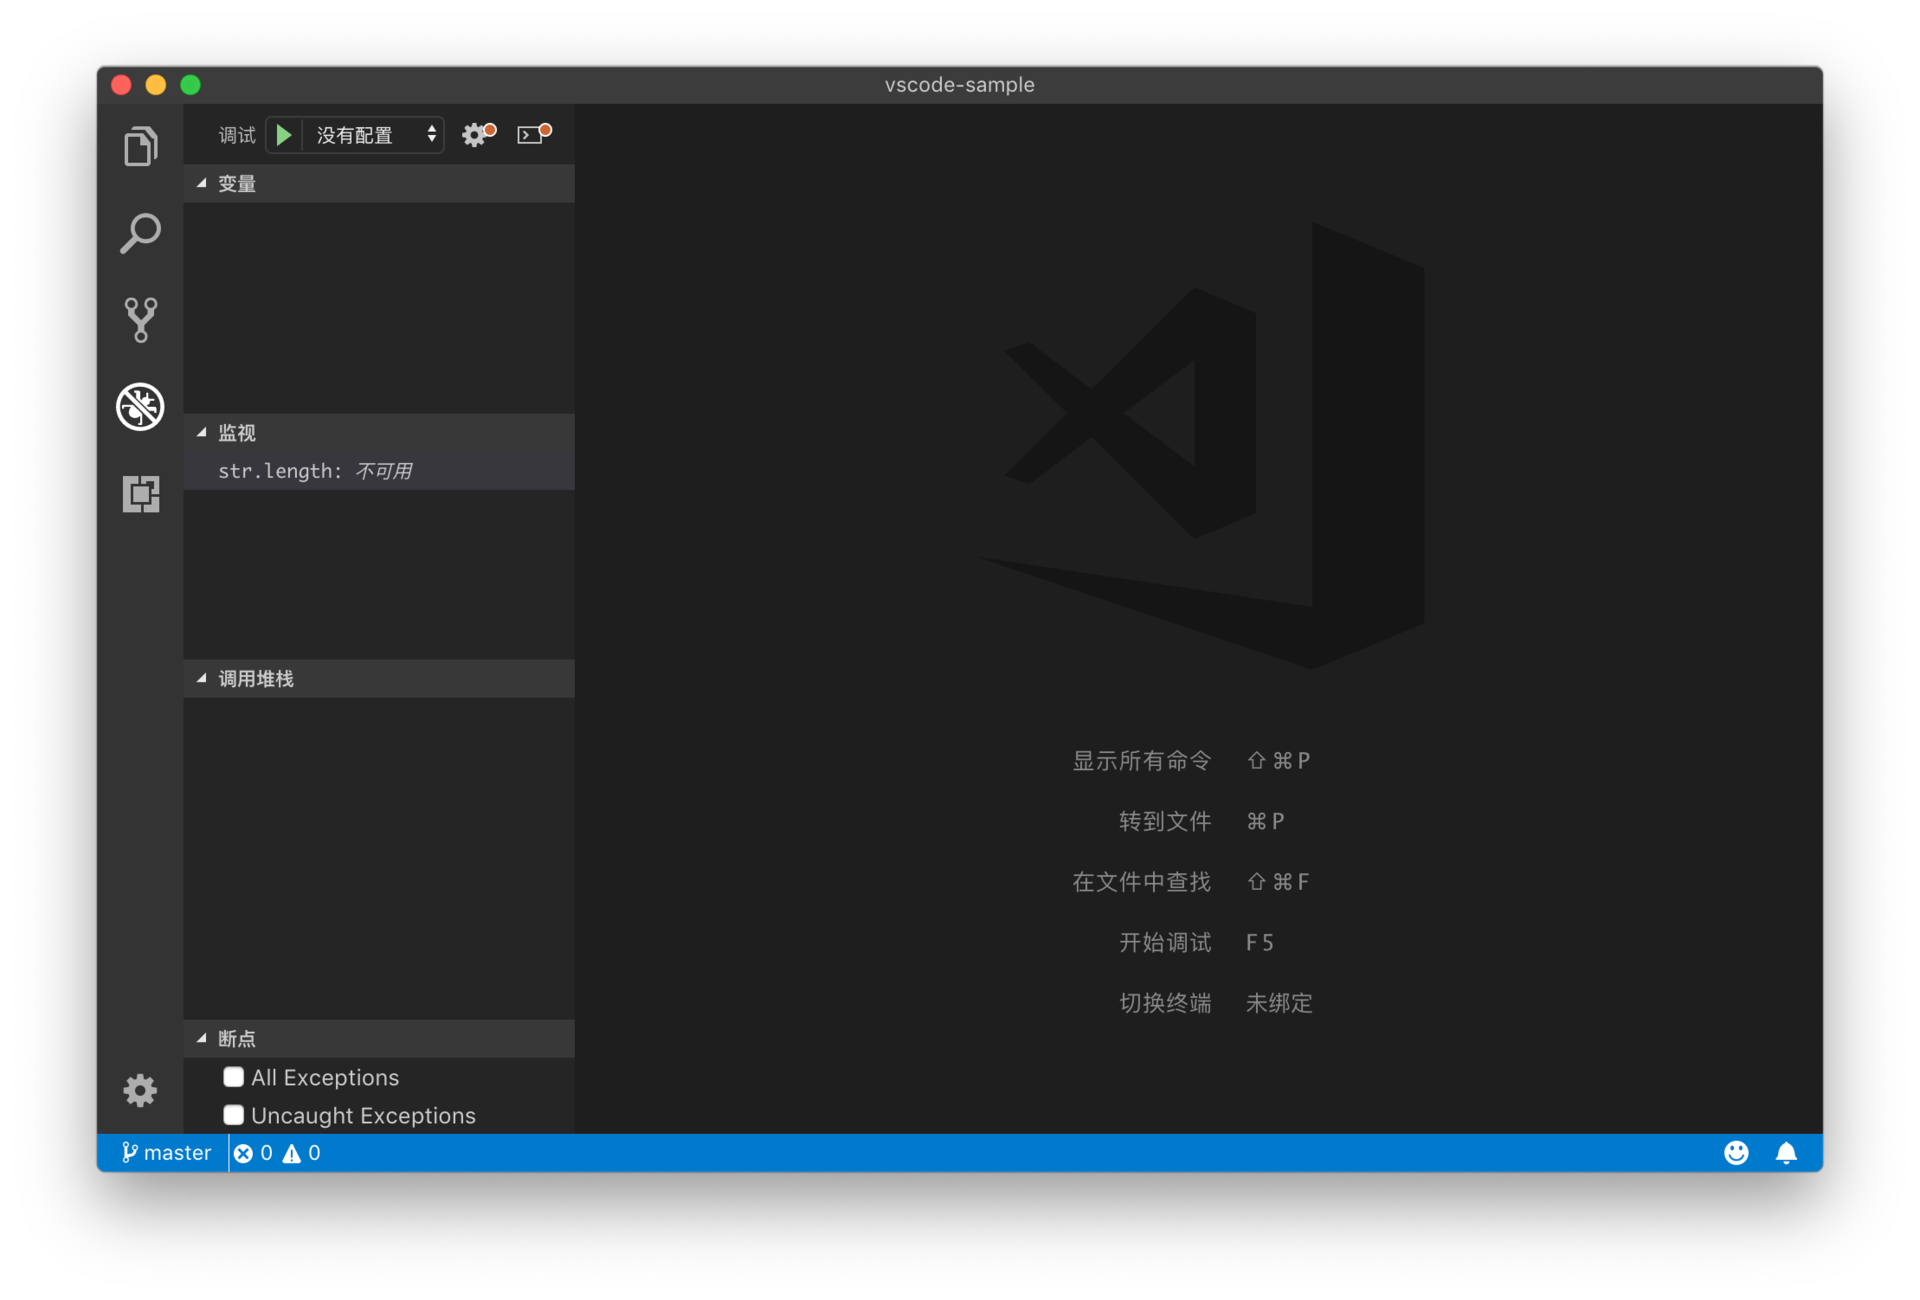 vscode-sample
调试 没有配置
变量
监视
str.length: 不可用
调用堆栈
断点
All Exceptions
Uncaught Exceptions
显示所有命令 ⇧⌘P
转到文件 ⌘P
在文件中查找 ⇧⌘F
开始调试 F5
切换终端 未绑定
master 0 0